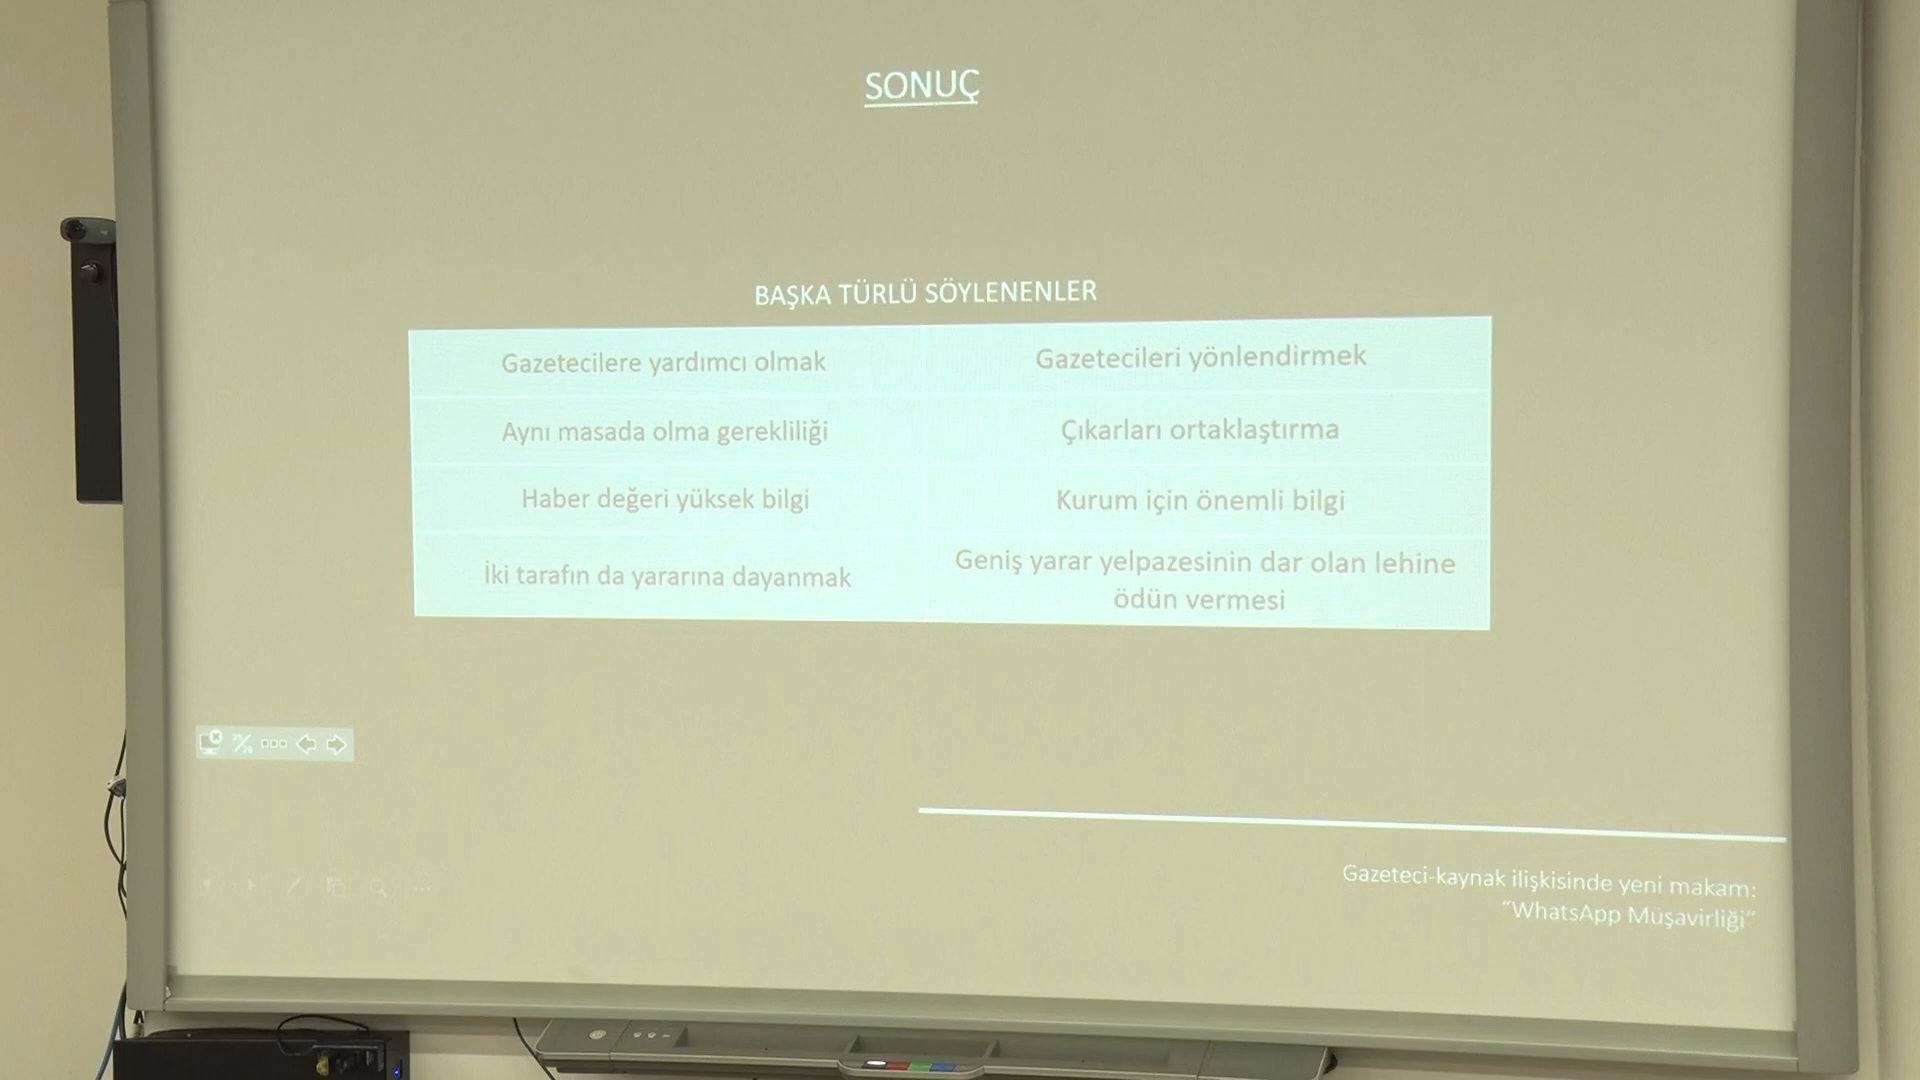 SONUÇ
BAŞKA TÜRLÜ SÖYLENENLER
Gazetecilere yardımcı olmak
Gazetecileri yönlendirmek
Aynı masada olma gerekliliği
Çıkarları ortaklaştırma
Haber değeri yüksek bilgi
Kurum için önemli bilgi
İki tarafın da yararına dayanmak
Geniş yarar yelpazesinin dar olan lehine
ödün vermesi
Gazeteci-kaynak ilişkisinde yeni makam:
"WhatsApp Müşavirliği"